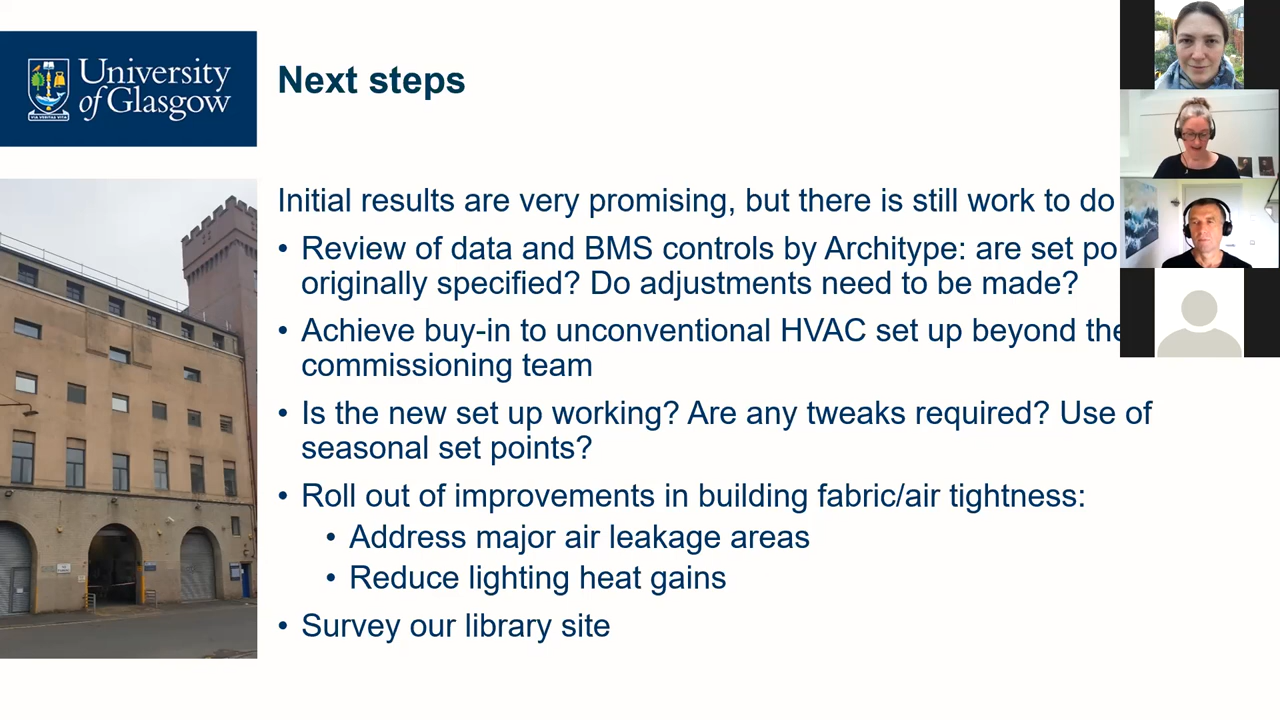 University
of Glasgow
VIA VERITAS VITA
Next steps
Initial results are very promising, but there is still work to do
• Review of data and BMS controls by Architype: are set po
originally specified? Do adjustments need to be made?
• Achieve buy-in to unconventional HVAC set up beyond the
commissioning team
• Is the new set up working? Are any tweaks required? Use of
seasonal set points?
• Roll out of improvements in building fabric/air tightness:
• Address major air leakage areas
• Reduce lighting heat gains
• Survey our library site